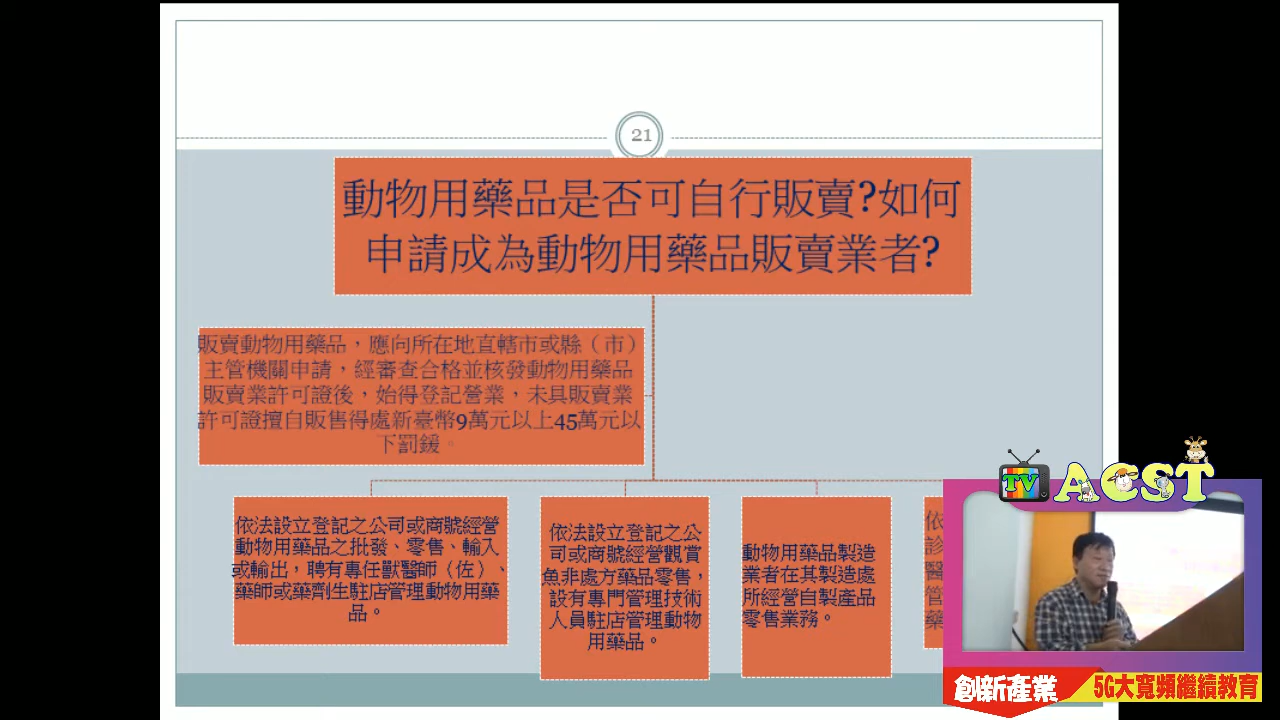 21
動物用藥品是否可自行販賣?如何
申請成為動物用藥品販賣業者?
販賣動物用藥品，應向所在地直轄市或縣（市）
主管機關申請，經審查合格並核發動物用藥品
販賣業許可證後，始得登記營業，未具販賣業
許可證擅自販售得處新臺幣9萬元以上45萬元以
下罰鍰。
依法設立登記之公司或商號經營
動物用藥品之批發、零售、輸入
或輸出，聘有專任獸醫師（佐）、
藥師或藥劑生駐店管理動物用藥
品。
依法設立登記之公
司或商號經營觀賞
魚非處方藥品零售，
設有專門管理技術
人員駐店管理動物
用藥品。
動物用藥品製造
業者在其製造處
所經營自製產品
零售業務。
依
診
醫
管
藥
TV ACST
創新產業
5G大寬頻繼續教育